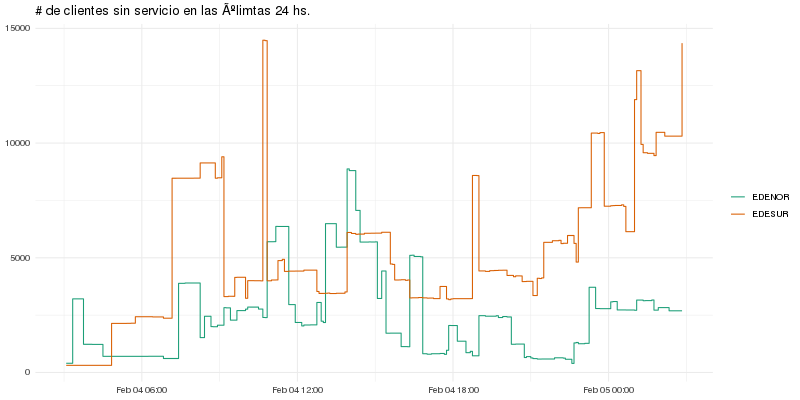 # de clientes sin servicio en las Ãºlimtas 24 hs.
15000
10000
5000
0
Feb 04 06:00
Feb 04 12:00
Feb 04 18:00
Feb 05 00:00
EDENOR
EDESUR